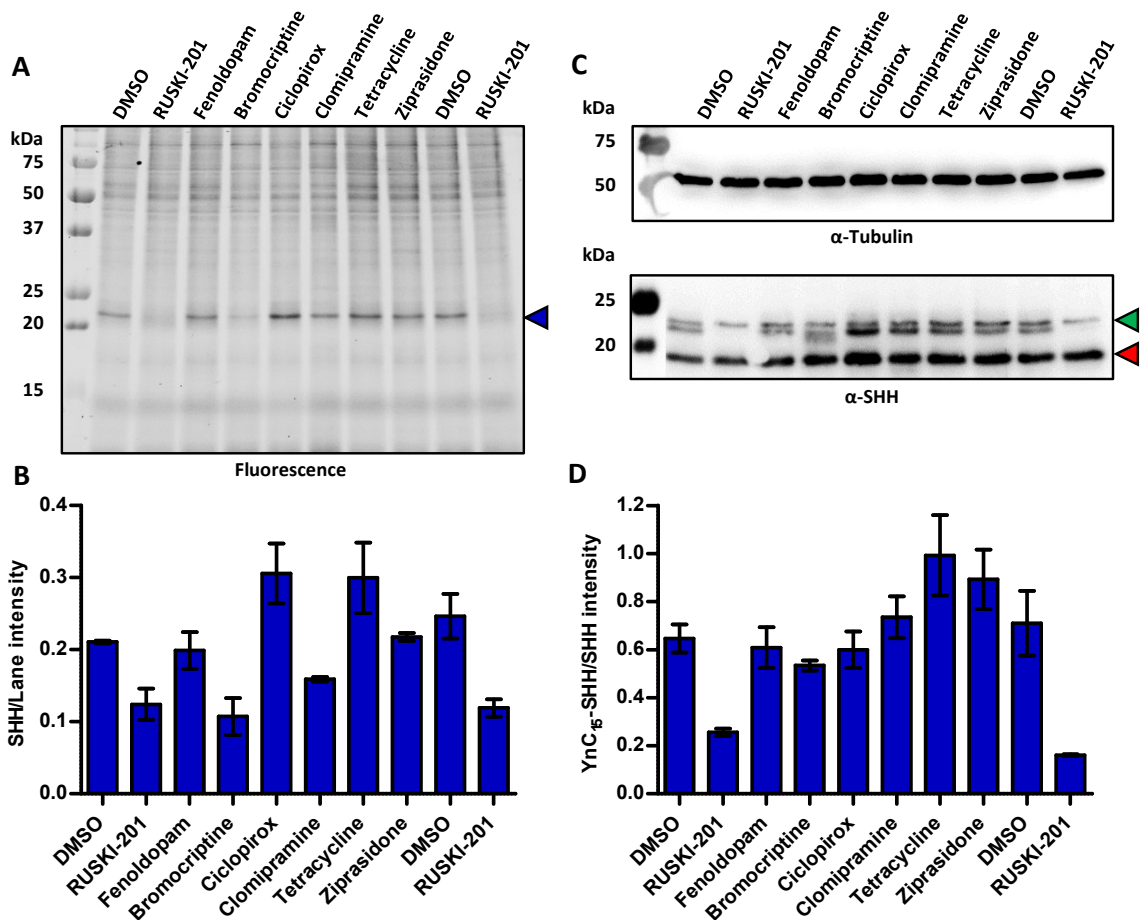 A
DMSO
RUSKI-201
Fenoldopam
Bromocriptine
Ciclopirox
Clomipramine
Tetracycline
Ziprasidone
DMSO
RUSKI-201
kDa
75
50
37
25
20
15
Fluorescence
B
SHH/Lane intensity
0.4
0.3
0.2
0.1
0.0
DMSO
RUSKI-201
Fenoldopam
Bromocriptine
Ciclopirox
Clomipramine
Tetracycline
Ziprasidone
DMSO
RUSKI-201
C
DMSO
RUSKI-201
Fenoldopam
Bromocriptine
Ciclopirox
Clomipramine
Tetracycline
Ziprasidone
DMSO
RUSKI-201
kDa
75
50
α-Tubulin
kDa
25
20
α-SHH
D
YnC₁₅-SHH/SHH intensity
1.2
1.0
0.8
0.6
0.4
0.2
0.0
DMSO
RUSKI-201
Fenoldopam
Bromocriptine
Ciclopirox
Clomipramine
Tetracycline
Ziprasidone
DMSO
RUSKI-201